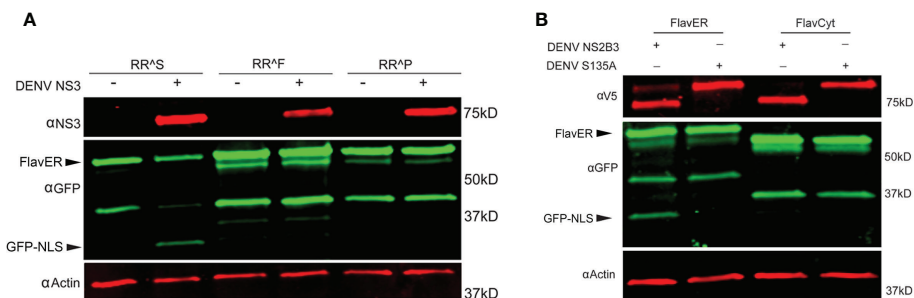 A
RR^S RR^F RR^P
DENV NS3 - + - + - +
αNS3 75kD
FlavER
αGFP 50kD
37kD
GFP-NLS
αActin 37kD
B
FlavER FlavCyt
DENV NS2B3 + – + –
DENV S135A – + – +
αV5 75kD
FlavER
50kD
αGFP
37kD
GFP-NLS
αActin
37kD